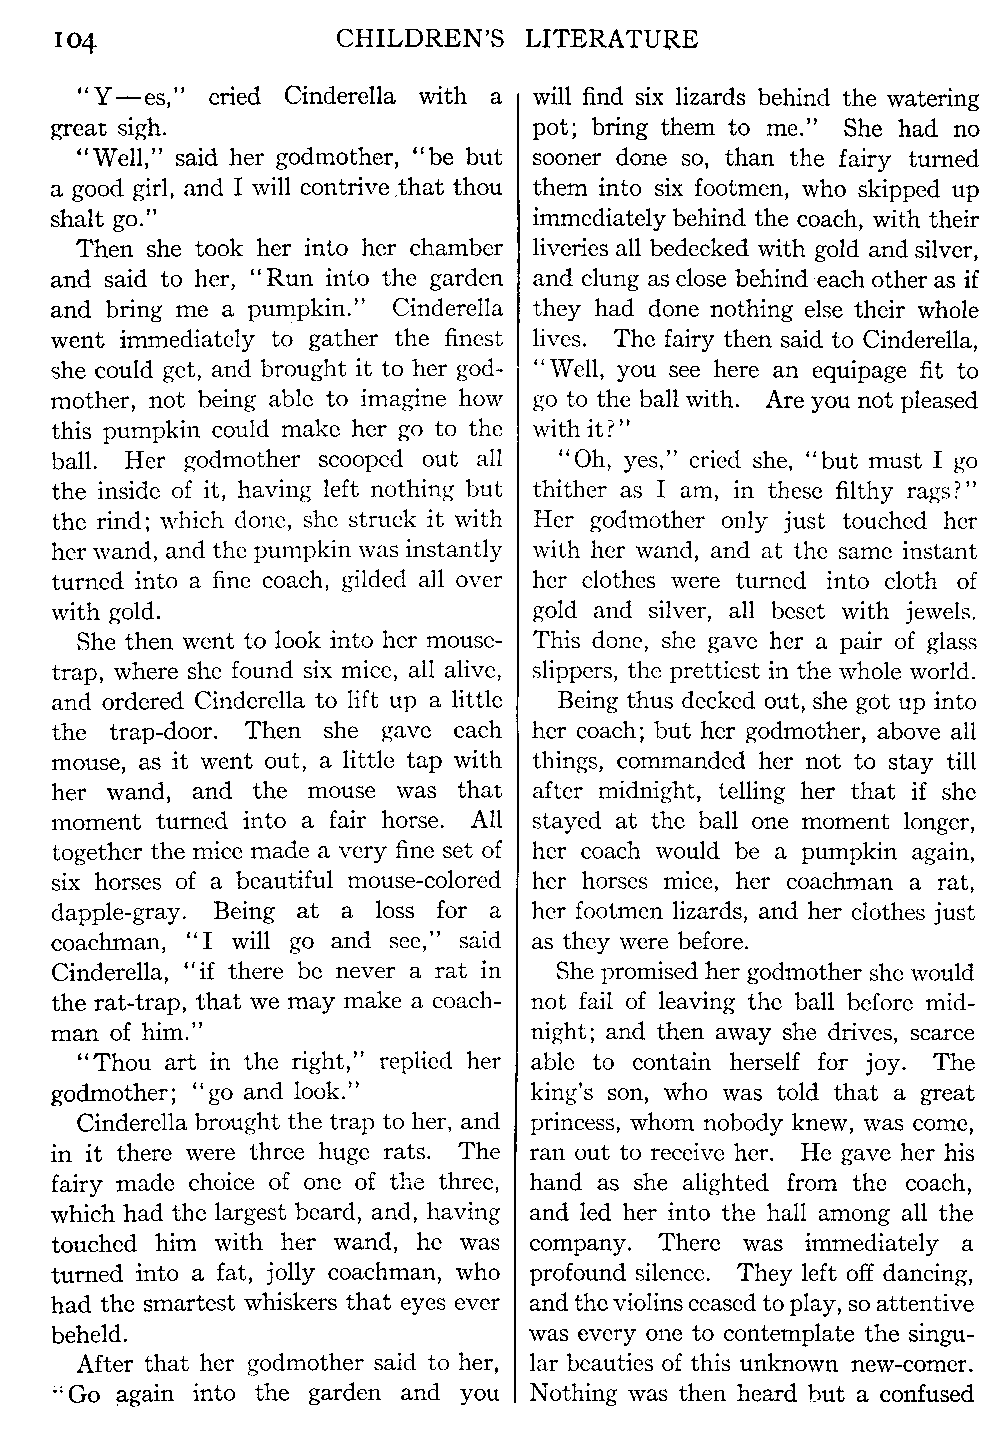 104 CHILDREN'S LITERATURE
"Y—es," cried Cinderella with a
great sigh.
"Well," said her godmother, "be but
a good girl, and I will contrive that thou
shalt go."
Then she took her into her chamber
and said to her, "Run into the garden
and bring me a pumpkin." Cinderella
went immediately to gather the finest
she could get, and brought it to her god-
mother, not being able to imagine how
this pumpkin could make her go to the
ball. Her godmother scooped out all
the inside of it, having left nothing but
the rind; which done, she struck it with
her wand, and the pumpkin was instantly
turned into a fine coach, gilded all over
with gold.
She then went to look into her mouse-
trap, where she found six mice, all alive,
and ordered Cinderella to lift up a little
the trap-door. Then she gave each
mouse, as it went out, a little tap with
her wand, and the mouse was that
moment turned into a fair horse. All
together the mice made a very fine set of
six horses of a beautiful mouse-colored
dapple-gray. Being at a loss for a
coachman, "I will go and see," said
Cinderella, "if there be never a rat in
the rat-trap, that we may make a coach-
man of him."
"Thou art in the right," replied her
godmother; "go and look."
Cinderella brought the trap to her, and
in it there were three huge rats. The
fairy made choice of one of the three,
which had the largest beard, and, having
touched him with her wand, he was
turned into a fat, jolly coachman, who
had the smartest whiskers that eyes ever
beheld.
After that her godmother said to her,
"Go again into the garden and you
will find six lizards behind the watering
pot; bring them to me." She had no
sooner done so, than the fairy turned
them into six footmen, who skipped up
immediately behind the coach, with their
liveries all bedecked with gold and silver,
and clung as close behind each other as if
they had done nothing else their whole
lives. The fairy then said to Cinderella,
"Well, you see here an equipage fit to
go to the ball with. Are you not pleased
with it?"
"Oh, yes," cried she, "but must I go
thither as I am, in these filthy rags?"
Her godmother only just touched her
with her wand, and at the same instant
her clothes were turned into cloth of
gold and silver, all beset with jewels.
This done, she gave her a pair of glass
slippers, the prettiest in the whole world.
Being thus decked out, she got up into
her coach; but her godmother, above all
things, commanded her not to stay till
after midnight, telling her that if she
stayed at the ball one moment longer,
her coach would be a pumpkin again,
her horses mice, her coachman a rat,
her footmen lizards, and her clothes just
as they were before.
She promised her godmother she would
not fail of leaving the ball before mid-
night; and then away she drives, scarce
able to contain herself for joy. The
king's son, who was told that a great
princess, whom nobody knew, was come,
ran out to receive her. He gave her his
hand as she alighted from the coach,
and led her into the hall among all the
company. There was immediately a
profound silence. They left off dancing,
and the violins ceased to play, so attentive
was every one to contemplate the singu-
lar beauties of this unknown new-comer.
Nothing was then heard but a confused